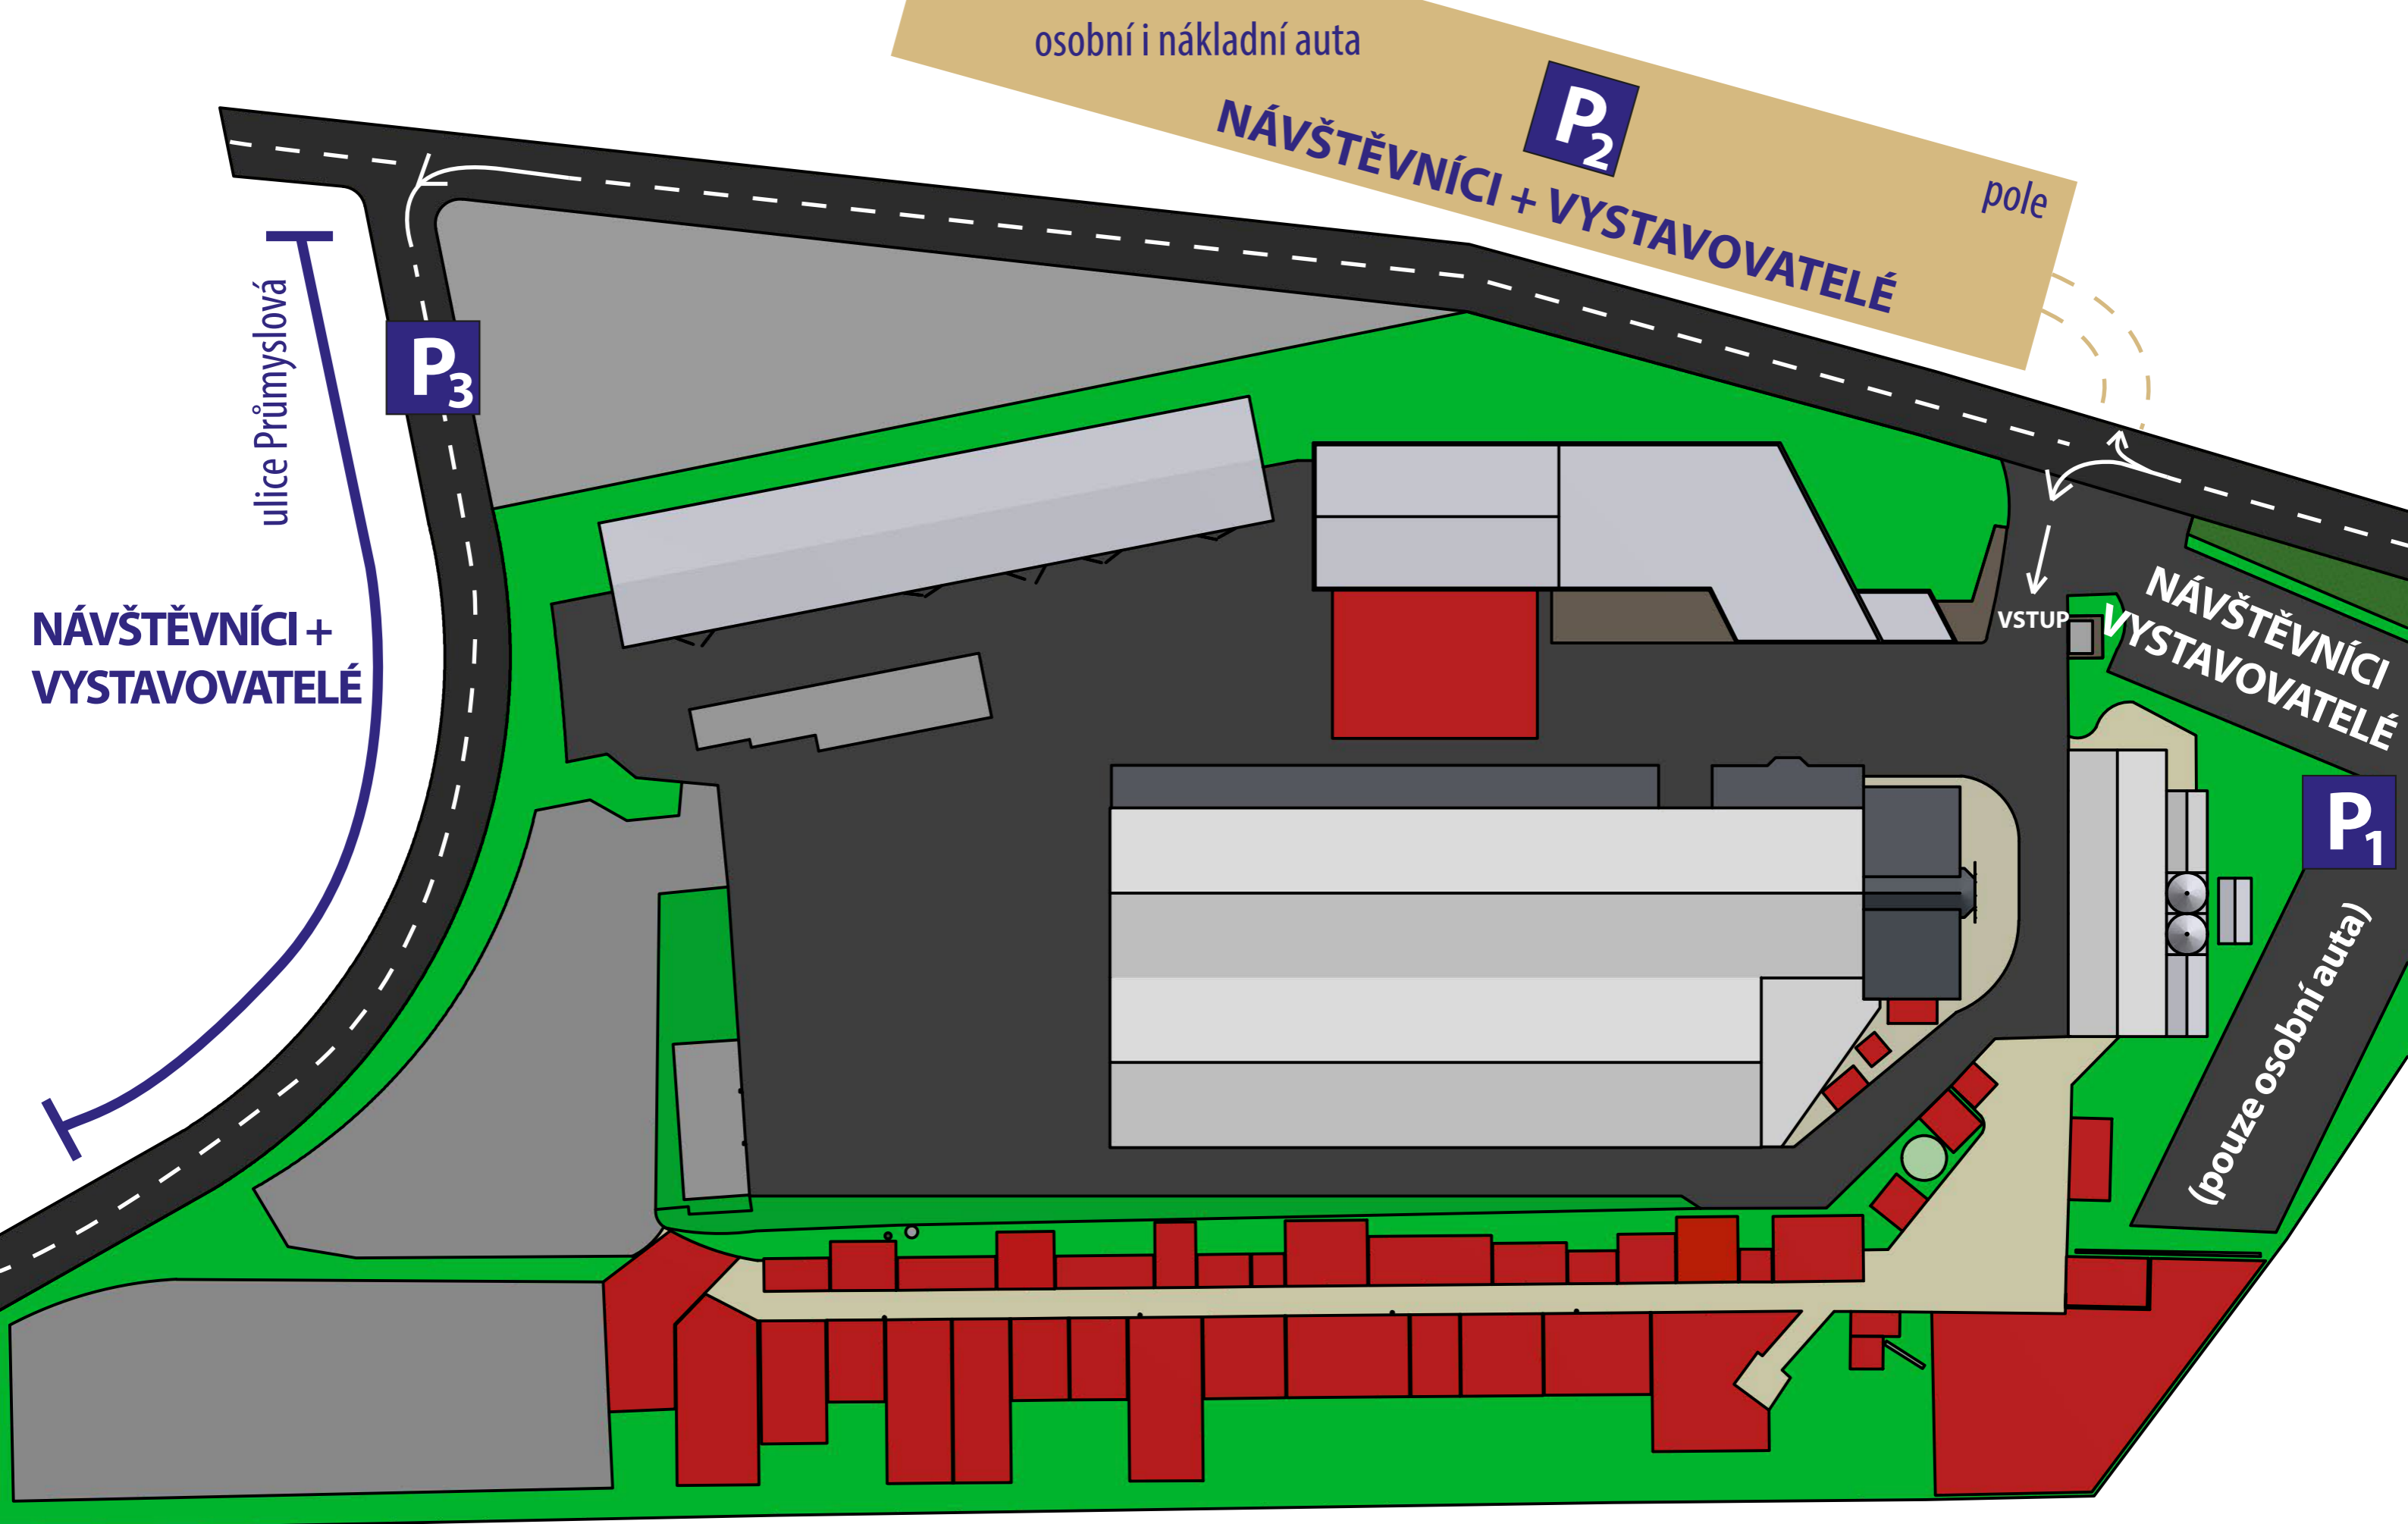 osobní i nákladní auta
P2
NÁVŠTĚVNÍCI + VYSTAVOVATELÉ
pole
ulice Průmyslová
P3
NÁVŠTĚVNÍCI +
VYSTAVOVATELÉ
VSTUP
NÁVŠTĚVNÍCI
VYSTAVOVATELÉ
P1
(pouze osobní auta)